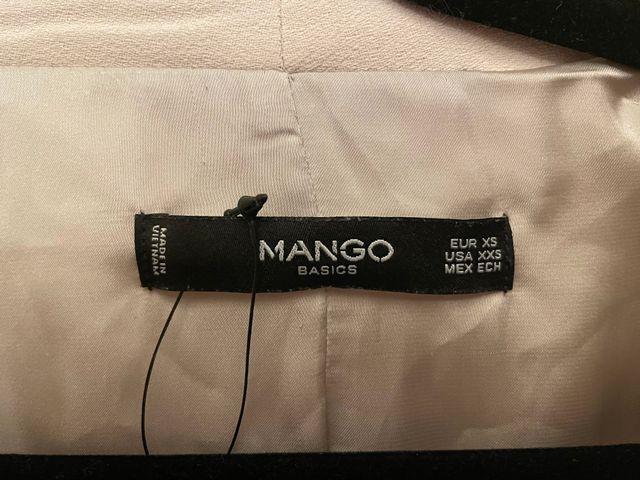 MADE IN
VIETNAM
MANGO
BASICS
EUR XS
USA XXS
MEX ECH